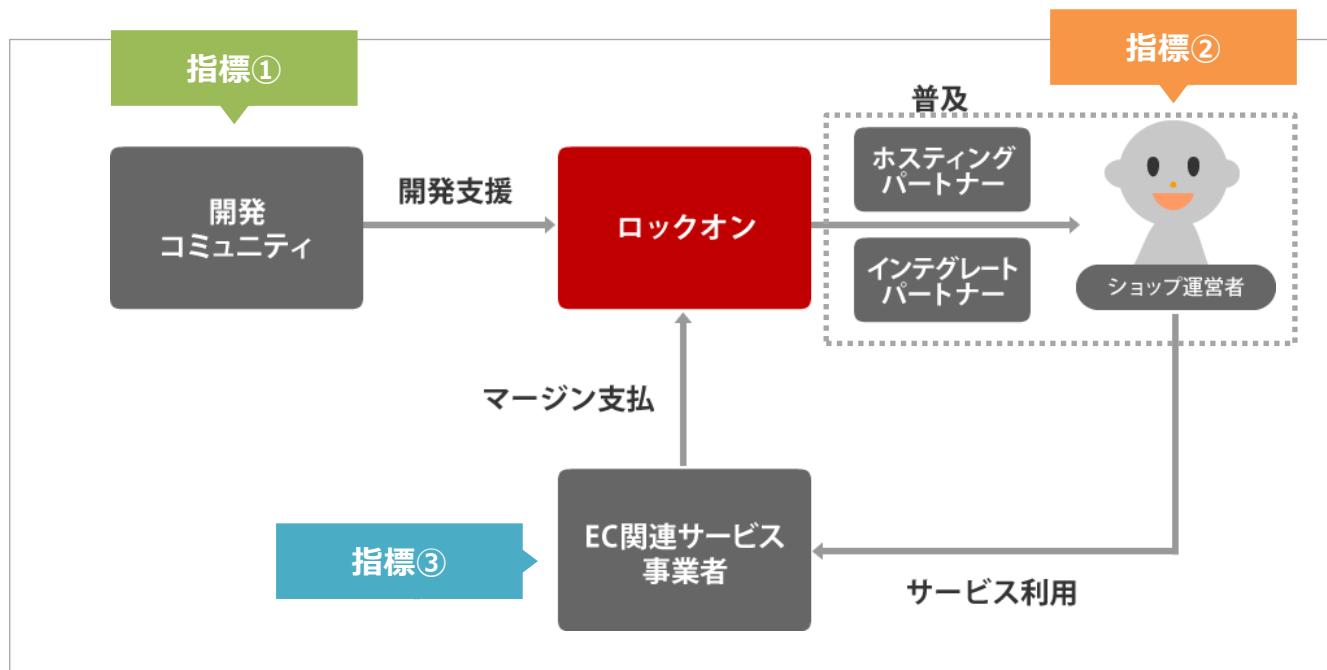 指標①
指標②
普及
開発
コミュニティ
開発支援
ロックオン
ホスティング
パートナー
インテグレート
パートナー
ショップ運営者
マージン支払
指標③
EC関連サービス
事業者
サービス利用